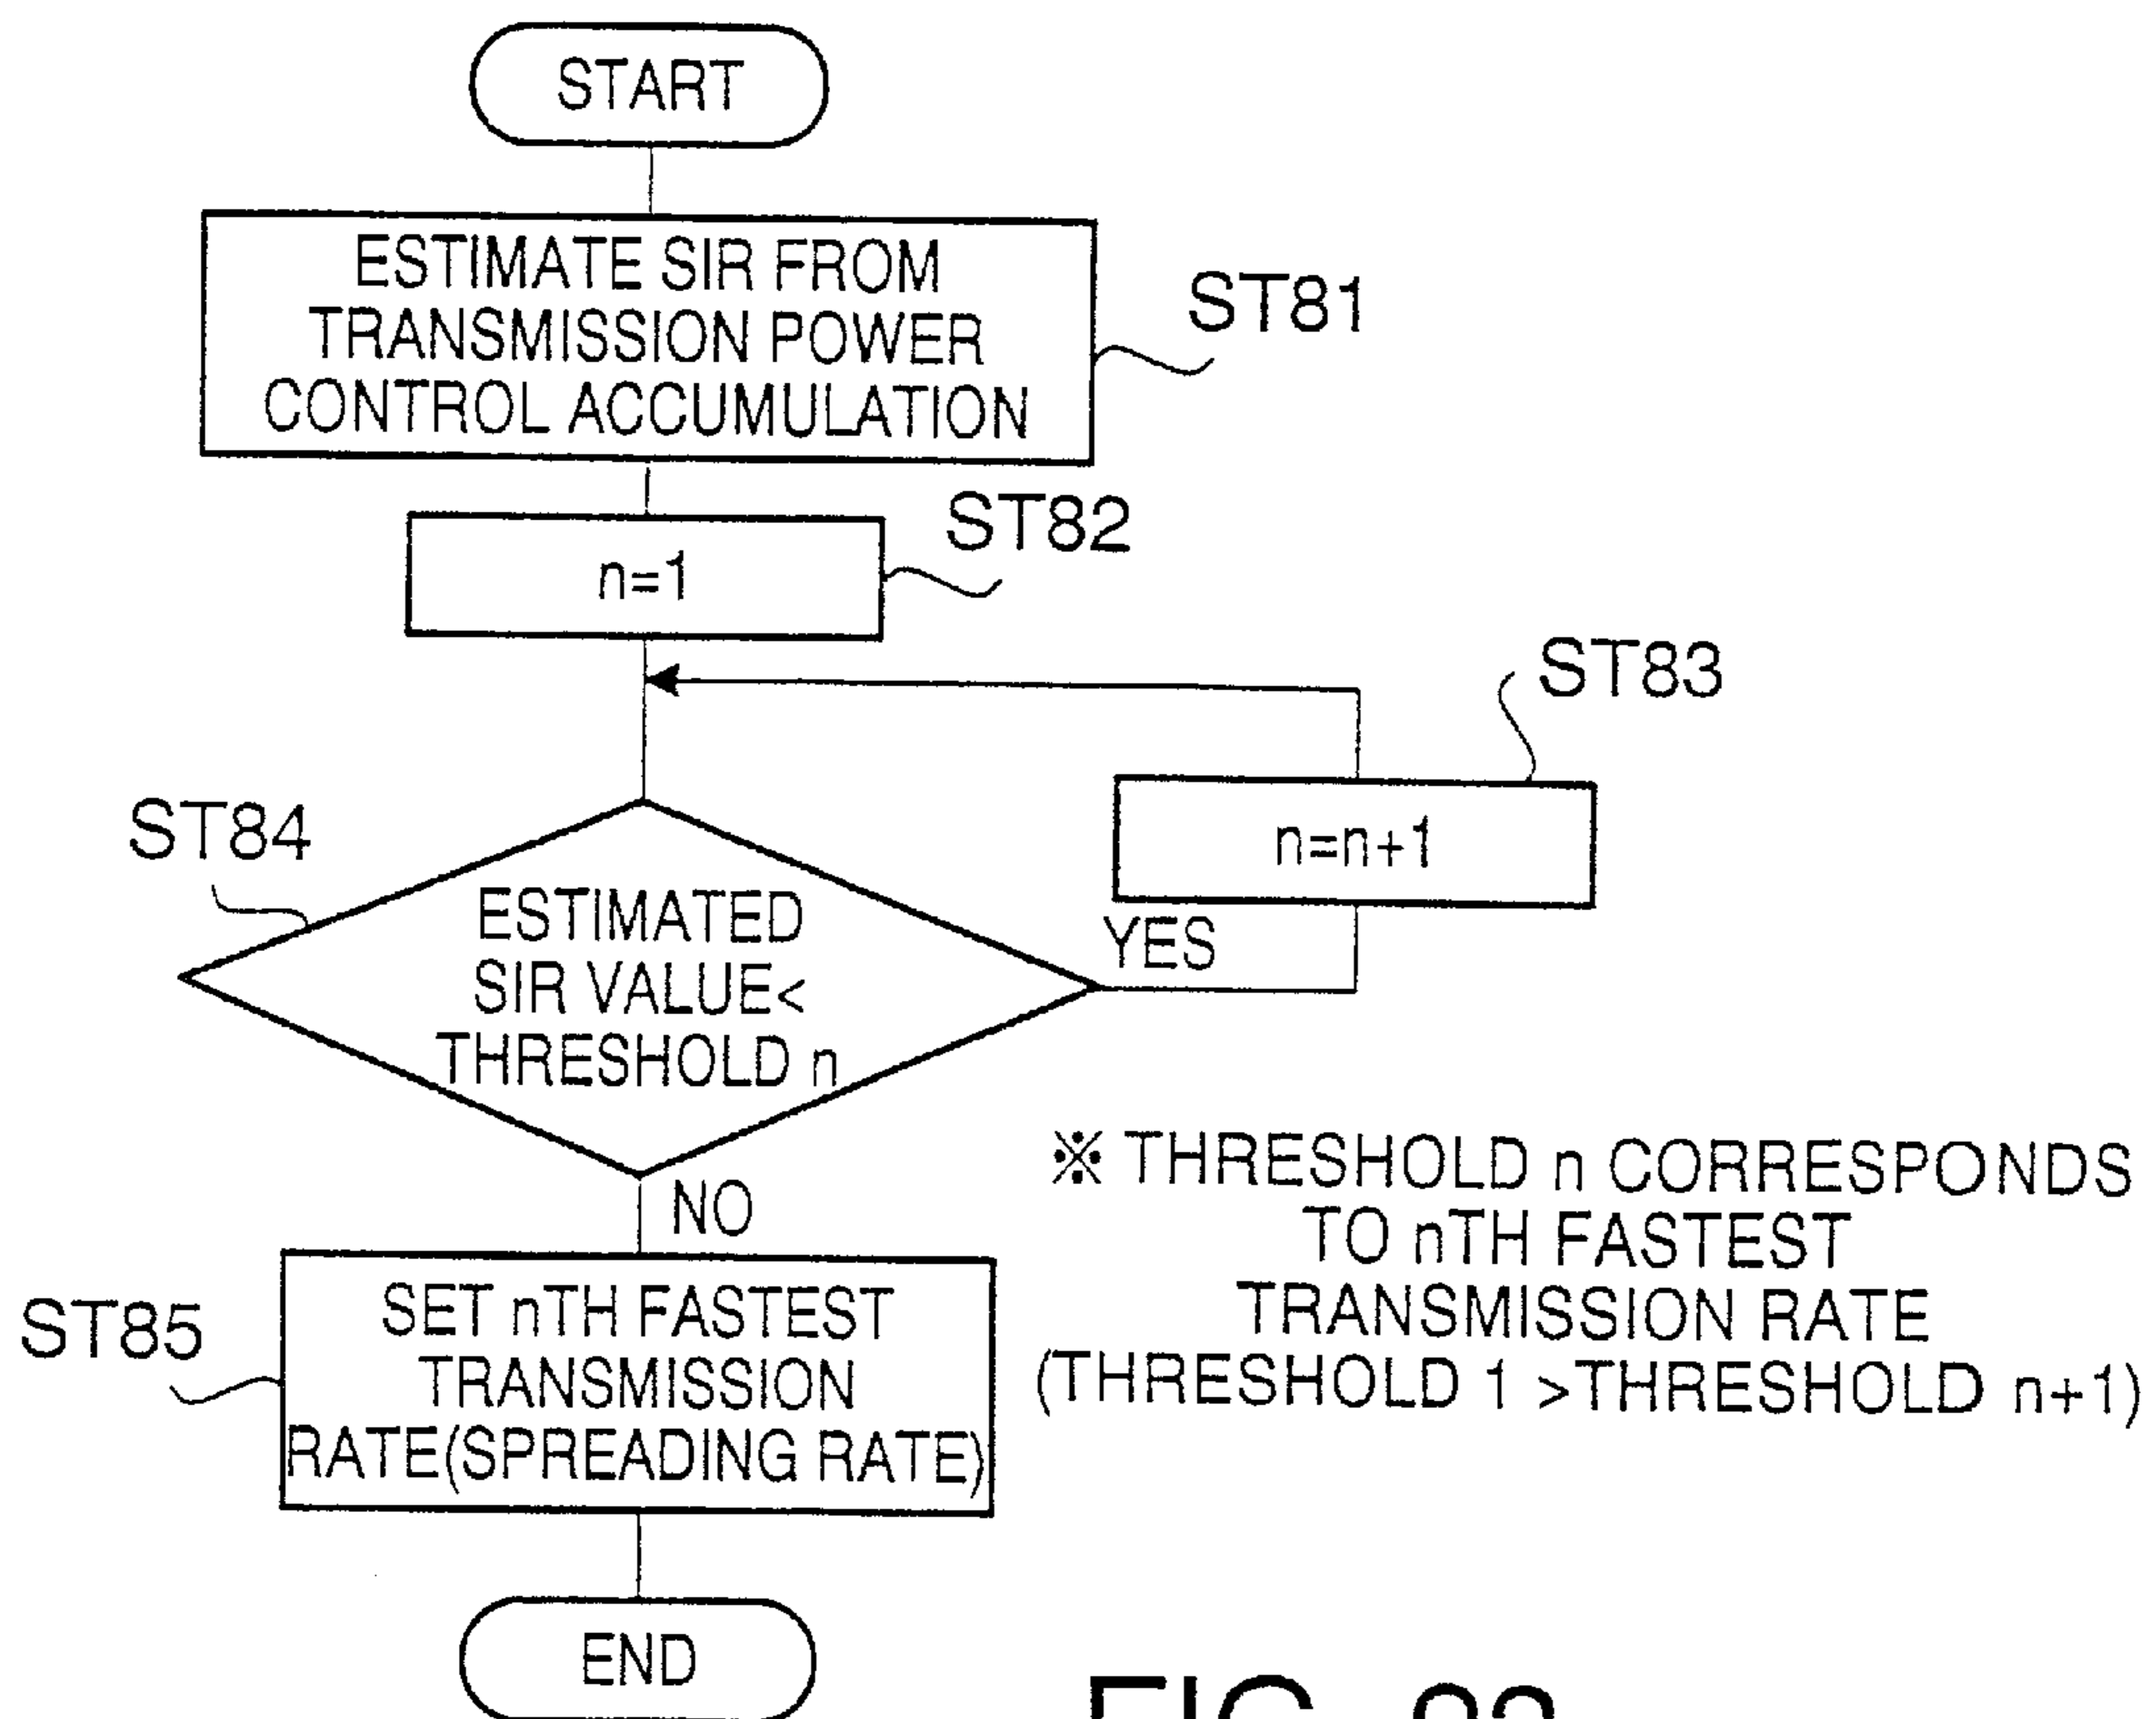 START
ESTIMATE SIR FROM
TRANSMISSION POWER
CONTROL ACCUMULATION
ST81
n=1
ST82
ST83
n=n+1
ST84
ESTIMATED
SIR VALUE<
THRESHOLD n
YES
NO
※ THRESHOLD n CORRESPONDS
TO nTH FASTEST
TRANSMISSION RATE
(THRESHOLD 1 >THRESHOLD n+1)
ST85
SET nTH FASTEST
TRANSMISSION
RATE(SPREADING RATE)
END
FIG.